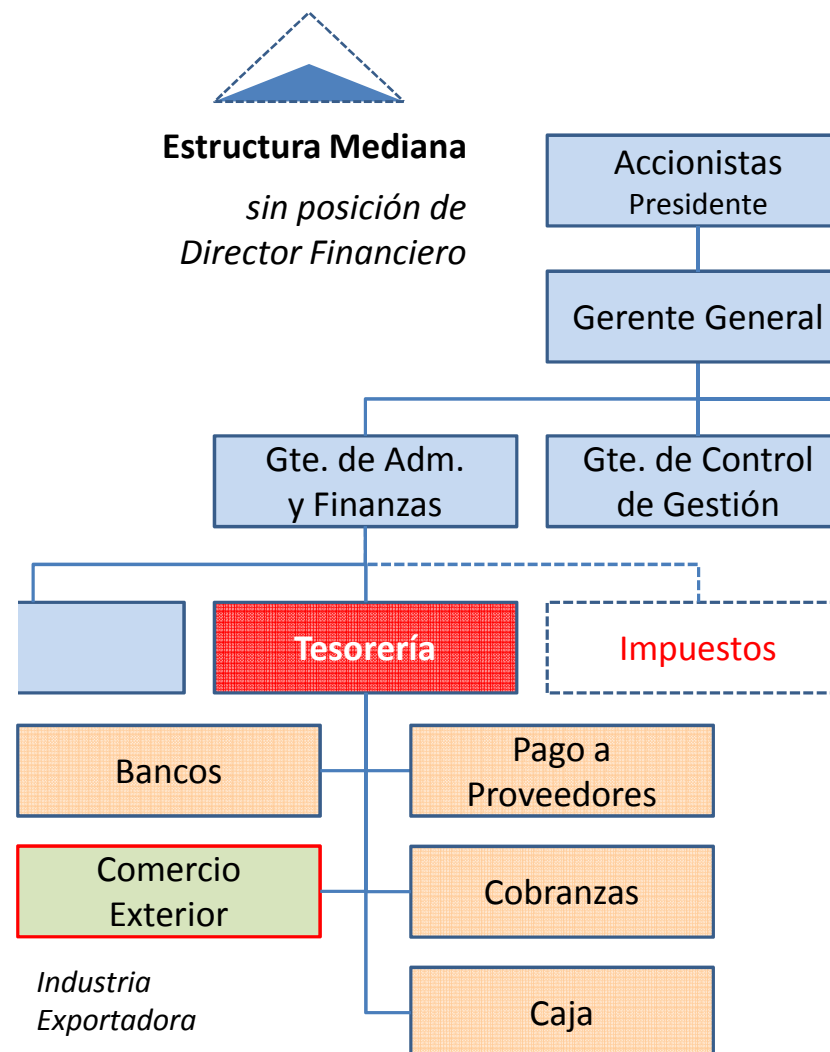 Estructura Mediana
sin posición de
Director Financiero
Accionistas
Presidente
Gerente General
Gte. de Adm.
y Finanzas
Gte. de Control
de Gestión
Tesorería
Impuestos
Bancos
Pago a
Proveedores
Comercio
Exterior
Cobranzas
Industria
Exportadora
Caja